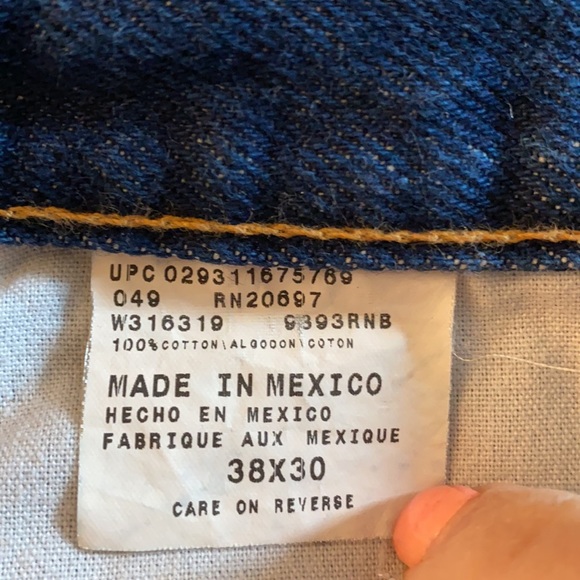 UPC 029311675769
049 RN20697
W316319 9393RNB
100%COTTON\ALGODON\COTON
MADE IN MEXICO
HECHO EN MEXICO
FABRIQUE AUX MEXIQUE
38X30
CARE ON REVERSE